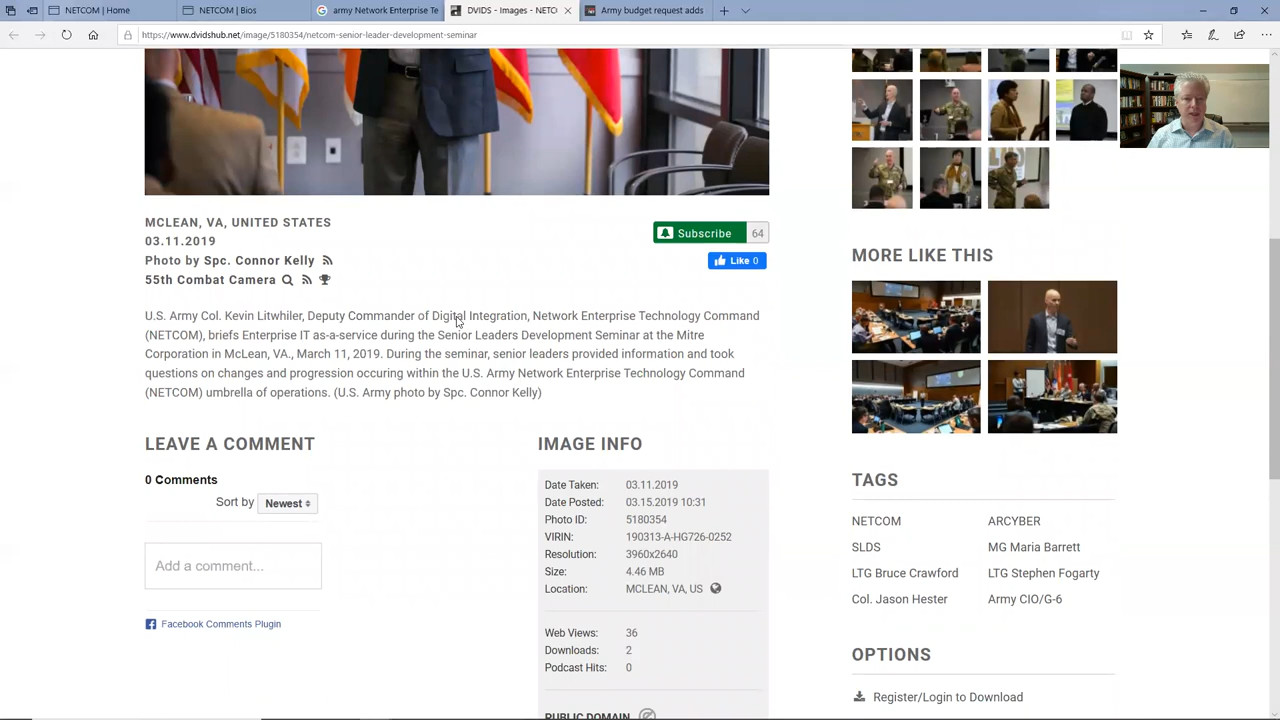 NETCOM | Home
NETCOM | Bios
army Network Enterprise Te
DVIDS - Images - NETC
Army budget request adds
https://www.dvidshub.net/image/5180354/netcom-senior-leader-development-seminar
MCLEAN, VA, UNITED STATES
03.11.2019
Photo by Spc. Connor Kelly
55th Combat Camera
Subscribe 64
Like 0
U.S. Army Col. Kevin Litwhiler, Deputy Commander of Digital Integration, Network Enterprise Technology Command
(NETCOM), briefs Enterprise IT as-a-service during the Senior Leaders Development Seminar at the Mitre
Corporation in McLean, VA., March 11, 2019. During the seminar, senior leaders provided information and took
questions on changes and progression occuring within the U.S. Army Network Enterprise Technology Command
(NETCOM) umbrella of operations. (U.S. Army photo by Spc. Connor Kelly)
LEAVE A COMMENT
0 Comments
Sort by Newest
Add a comment...
Facebook Comments Plugin
IMAGE INFO
Date Taken: 03.11.2019
Date Posted: 03.15.2019 10:31
Photo ID: 5180354
VIRIN: 190313-A-HG726-0252
Resolution: 3960x2640
Size: 4.46 MB
Location: MCLEAN, VA, US
Web Views: 36
Downloads: 2
Podcast Hits: 0
PUBLIC DOMAIN
MORE LIKE THIS
TAGS
NETCOM ARCYBER
SLDS MG Maria Barrett
LTG Bruce Crawford LTG Stephen Fogarty
Col. Jason Hester Army CIO/G-6
OPTIONS
Register/Login to Download